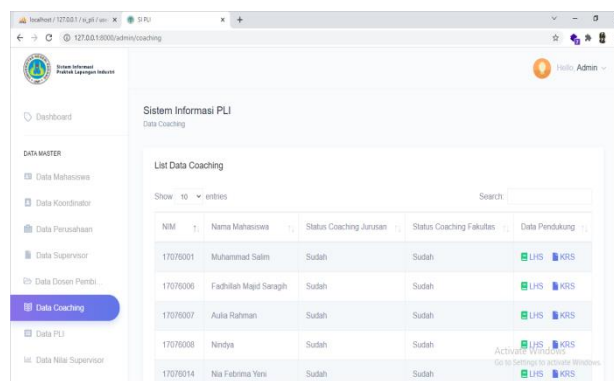 localhost / 127.0.0.1 / si_pli /
SI PLI
127.0.0.1:8000/admin/coaching
Sistem Informasi
Praktek Lapangan Industri
Hello, Admin
Dashboard
Sistem Informasi PLI
Data Coaching
DATA MASTER
Data Mahasiswa
Data Koordinator
Data Perusahaan
Data Supervisor
Data Dosen Pembi...
Data Coaching
Data PLI
Data Nilai Supervisor
List Data Coaching
Show 10 entries
Search:
NIM Nama Mahasiswa Status Coaching Jurusan Status Coaching Fakultas Data Pendukung
17076001 Muhammad Salim Sudah Sudah LHS KRS
17076006 Fadhillah Majid Saragih Sudah Sudah LHS KRS
17076007 Aulia Rahman Sudah Sudah LHS KRS
17076008 Nindya Sudah Sudah LHS KRS
17076014 Nia Febrima Yeni Sudah Sudah LHS KRS
Activate Windows
Go to Settings to activate Windows.